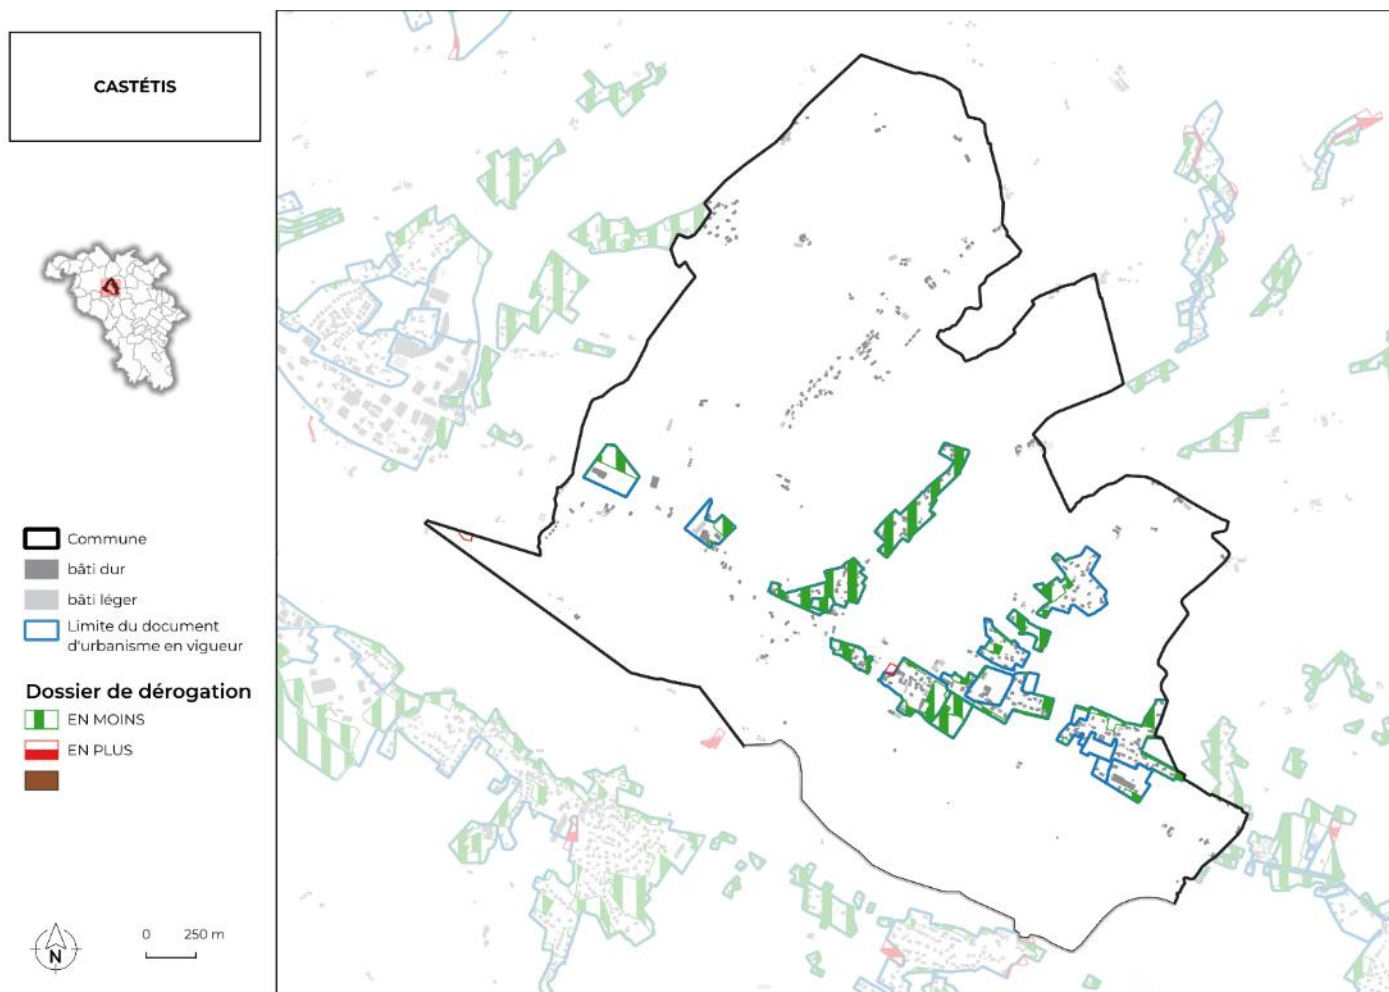 CASTÉTIS
Commune
bâti dur
bâti léger
Limite du document
d'urbanisme en vigueur
Dossier de dérogation
EN MOINS
EN PLUS
N
0 250 m